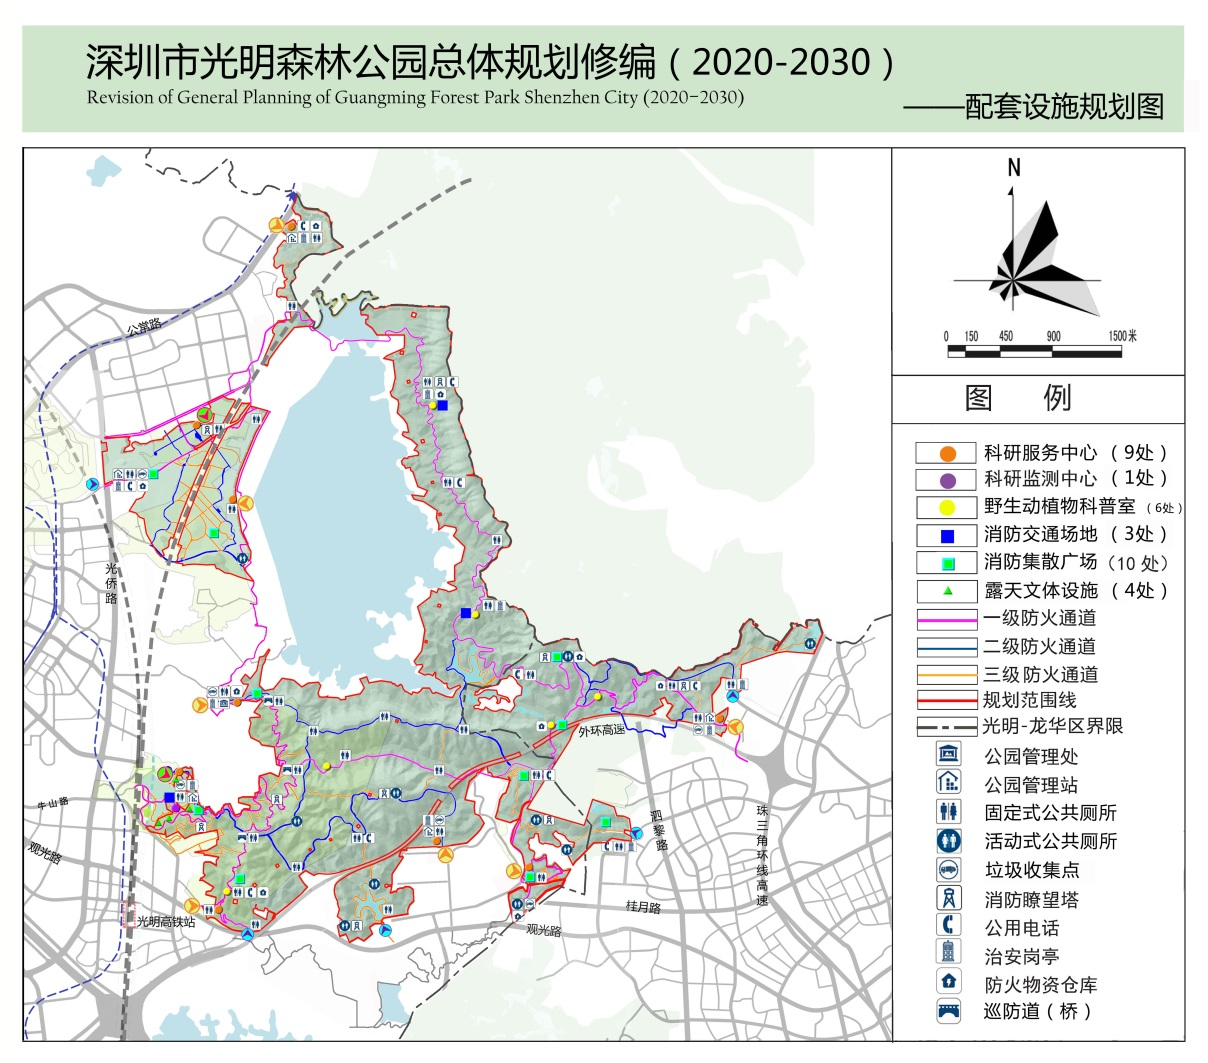 深圳市光明森林公园总体规划修编（2020-2030）
Revision of General Planning of Guangming Forest Park Shenzhen City (2020-2030)
——配套设施规划图
N
0 150 450 900 1500米
图 例
科研服务中心（9处）
科研监测中心（1处）
野生动植物科普室（6处）
消防交通场地（3处）
消防集散广场（10 处）
露天文体设施（4处）
一级防火通道
二级防火通道
三级防火通道
规划范围线
光明-龙华区界限
公园管理处
公园管理站
固定式公共厕所
活动式公共厕所
垃圾收集点
消防瞭望塔
公用电话
治安岗亭
防火物资仓库
巡防道（桥）
公常路
光侨路
外环高速
牛山路
观光路
光明高铁站
泗黎路
珠三角环线高速
桂月路
观光路